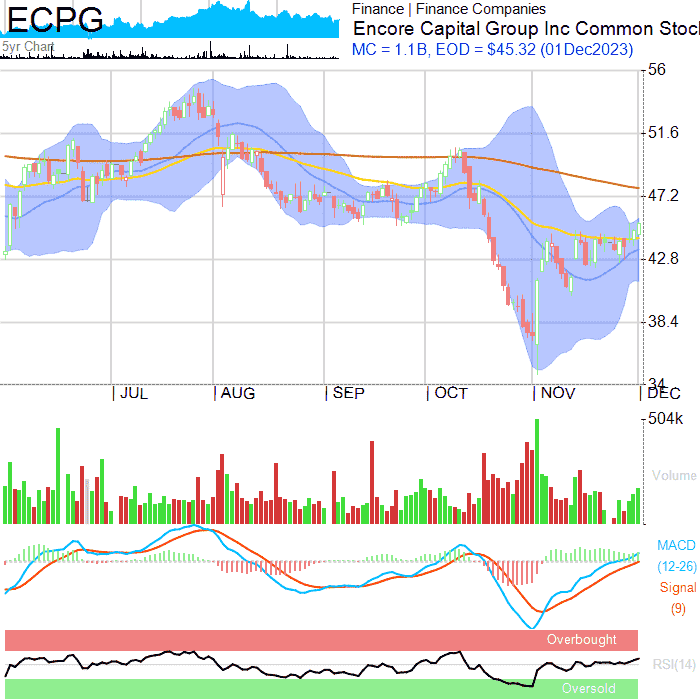 ECPG
5yr Chart
Finance | Finance Companies
Encore Capital Group Inc Common Stoc
MC = 1.1B, EOD = $45.32 (01Dec2023)
56
51.6
47.2
42.8
38.4
34
JUL AUG SEP OCT NOV DEC
504k
Volume
MACD
(12-26)
Signal
(9)
Overbought
RSI(14)
Oversold